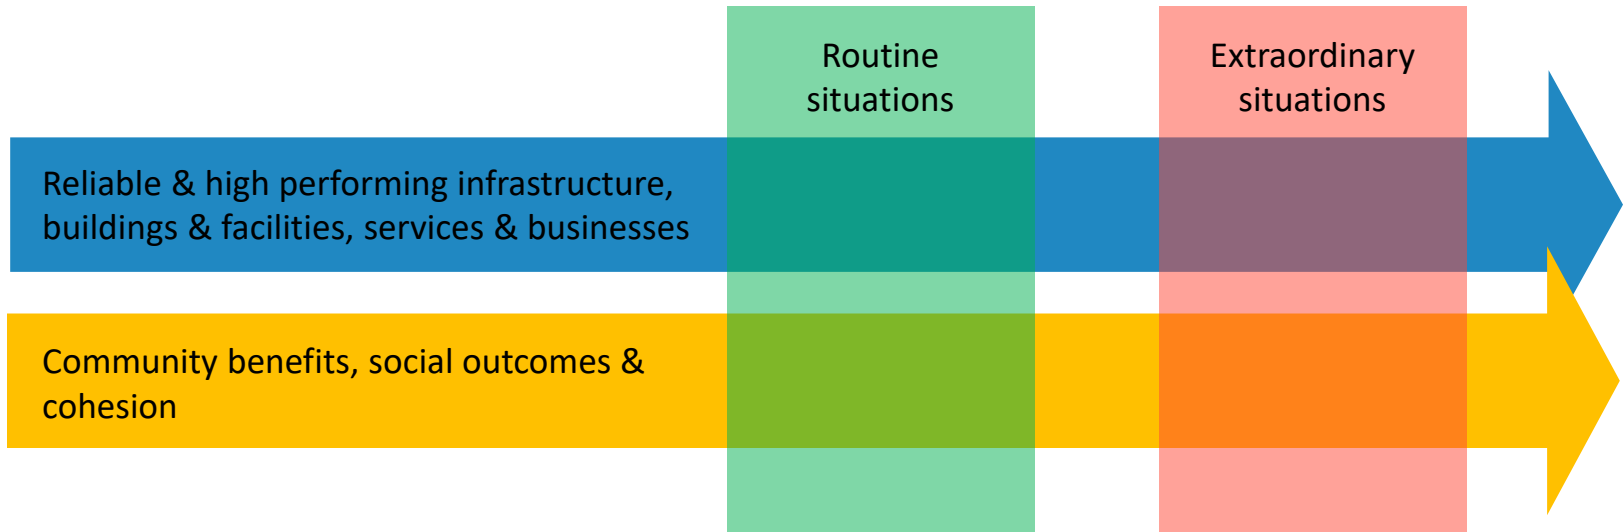 Routine
situations
Extraordinary
situations
Reliable & high performing infrastructure,
buildings & facilities, services & businesses
Community benefits, social outcomes &
cohesion